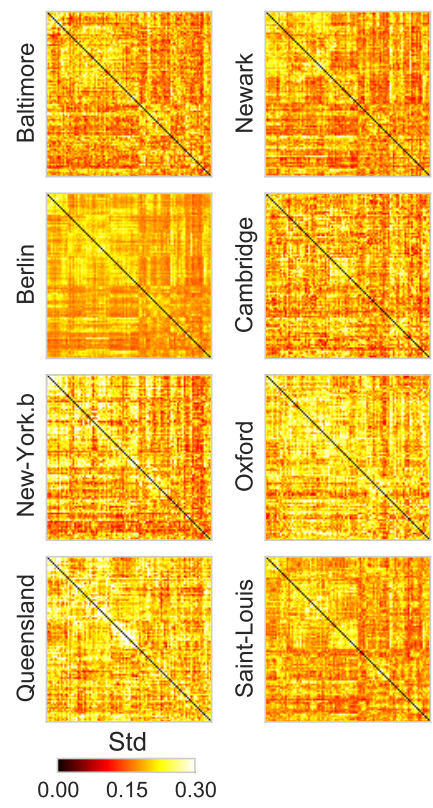 Baltimore
Newark
Berlin
Cambridge
New-York.b
Oxford
Queensland
Saint-Louis
Std
0.00 0.15 0.30